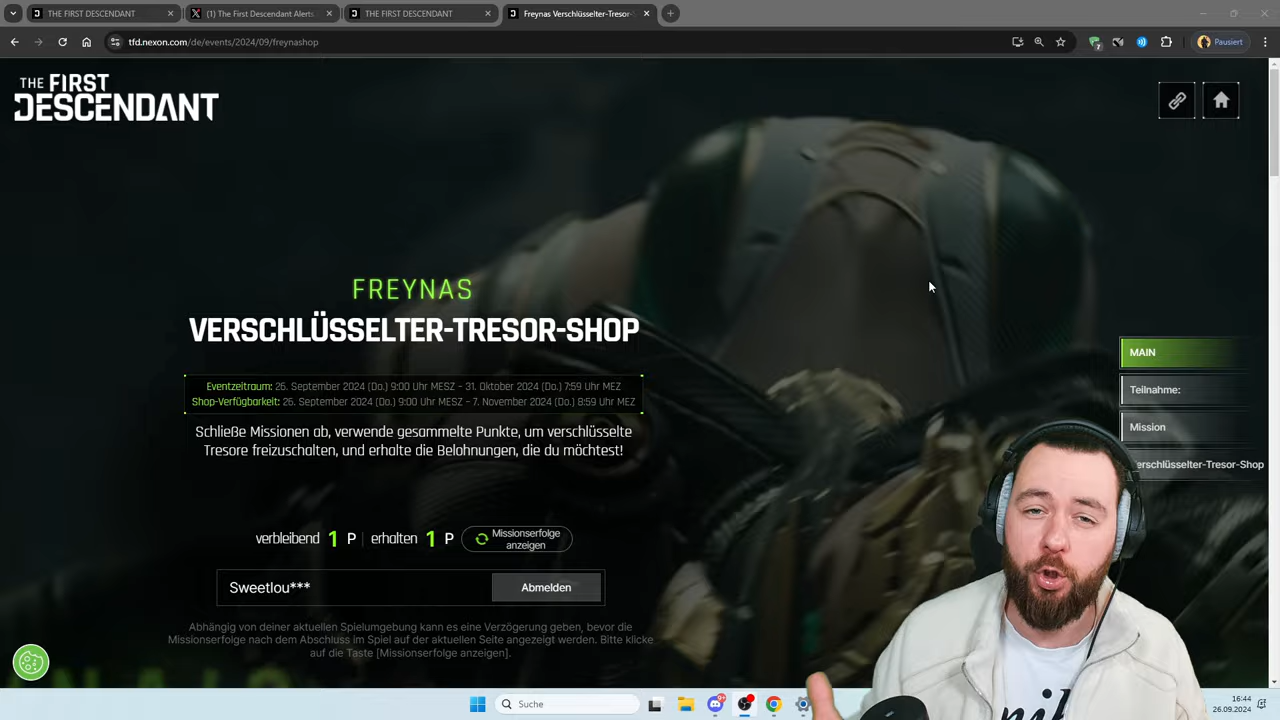 THE FIRST DESCENDANT
(1) The First Descendant Alerts
THE FIRST DESCENDANT
Freynas Verschlüsselter-Tresor-
tfd.nexon.com/de/events/2024/09/freynashop
Pausiert
THE FIRST
DESCENDANT
FREYNAS
VERSCHLÜSSELTER-TRESOR-SHOP
Eventzeitraum: 26. September 2024 (Do.) 9:00 Uhr MESZ – 31. Oktober 2024 (Do.) 7:59 Uhr MEZ
Shop-Verfügbarkeit: 26. September 2024 (Do.) 9:00 Uhr MESZ – 7. November 2024 (Do.) 8:59 Uhr MEZ
Schließe Missionen ab, verwende gesammelte Punkte, um verschlüsselte
Tresore freizuschalten, und erhalte die Belohnungen, die du möchtest!
verbleibend 1 P | erhalten 1 P Missionserfolge
anzeigen
Sweetlou*** Abmelden
Abhängig von deiner aktuellen Spielumgebung kann es eine Verzögerung geben, bevor die
Missionserfolge nach dem Abschluss im Spiel auf der aktuellen Seite angezeigt werden. Bitte klicke
auf die Taste [Missionserfolge anzeigen].
MAIN
Teilnahme:
Mission
erschlüsselter-Tresor-Shop
Suche
16:44
26.09.2024